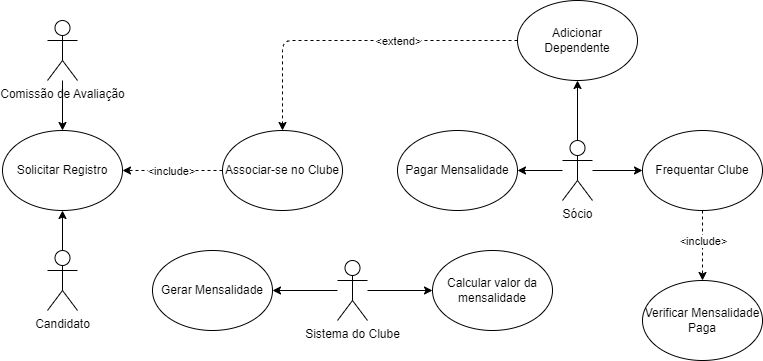 Adicionar
Dependente
<extend>
Comissão de Avaliação
Solicitar Registro
<include>
Associar-se no Clube
Pagar Mensalidade
Frequentar Clube
Sócio
<include>
Candidato
Gerar Mensalidade
Sistema do Clube
Calcular valor da
mensalidade
Verificar Mensalidade
Paga